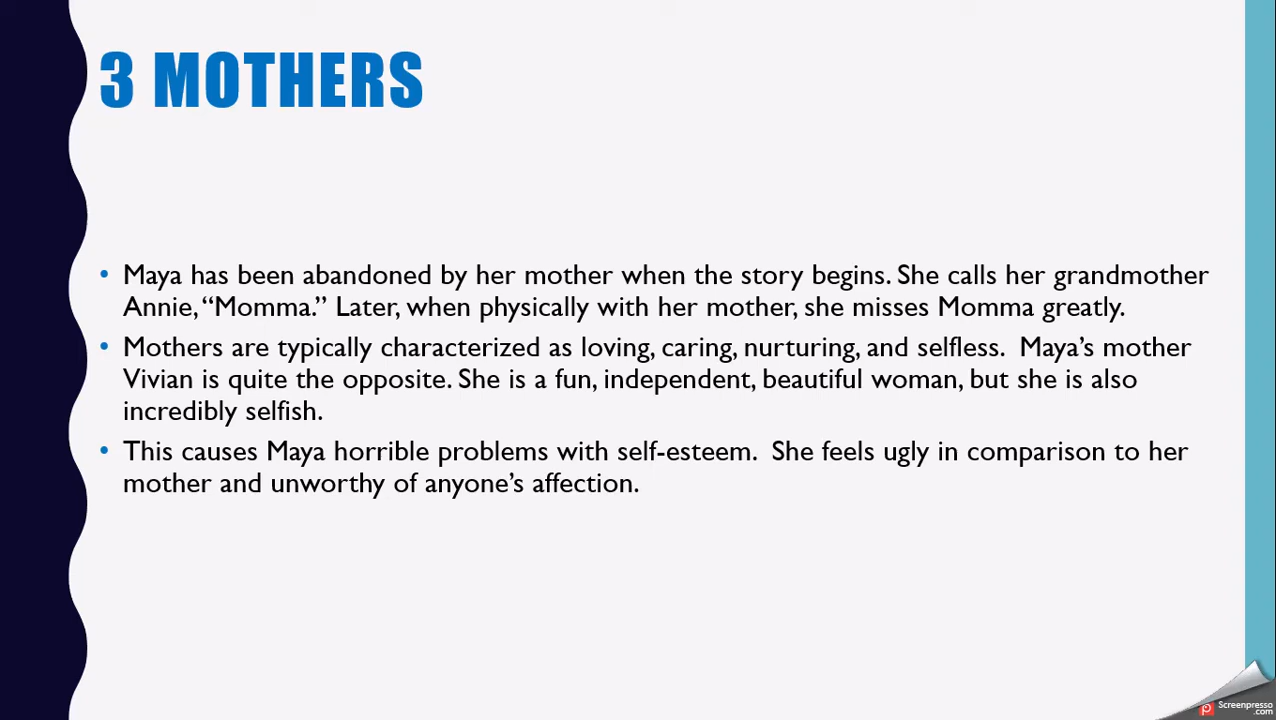 3 MOTHERS
• Maya has been abandoned by her mother when the story begins. She calls her grandmother
Annie, “Momma.” Later, when physically with her mother, she misses Momma greatly.
• Mothers are typically characterized as loving, caring, nurturing, and selfless. Maya’s mother
Vivian is quite the opposite. She is a fun, independent, beautiful woman, but she is also
incredibly selfish.
• This causes Maya horrible problems with self-esteem. She feels ugly in comparison to her
mother and unworthy of anyone’s affection.
Screenpresso
.com